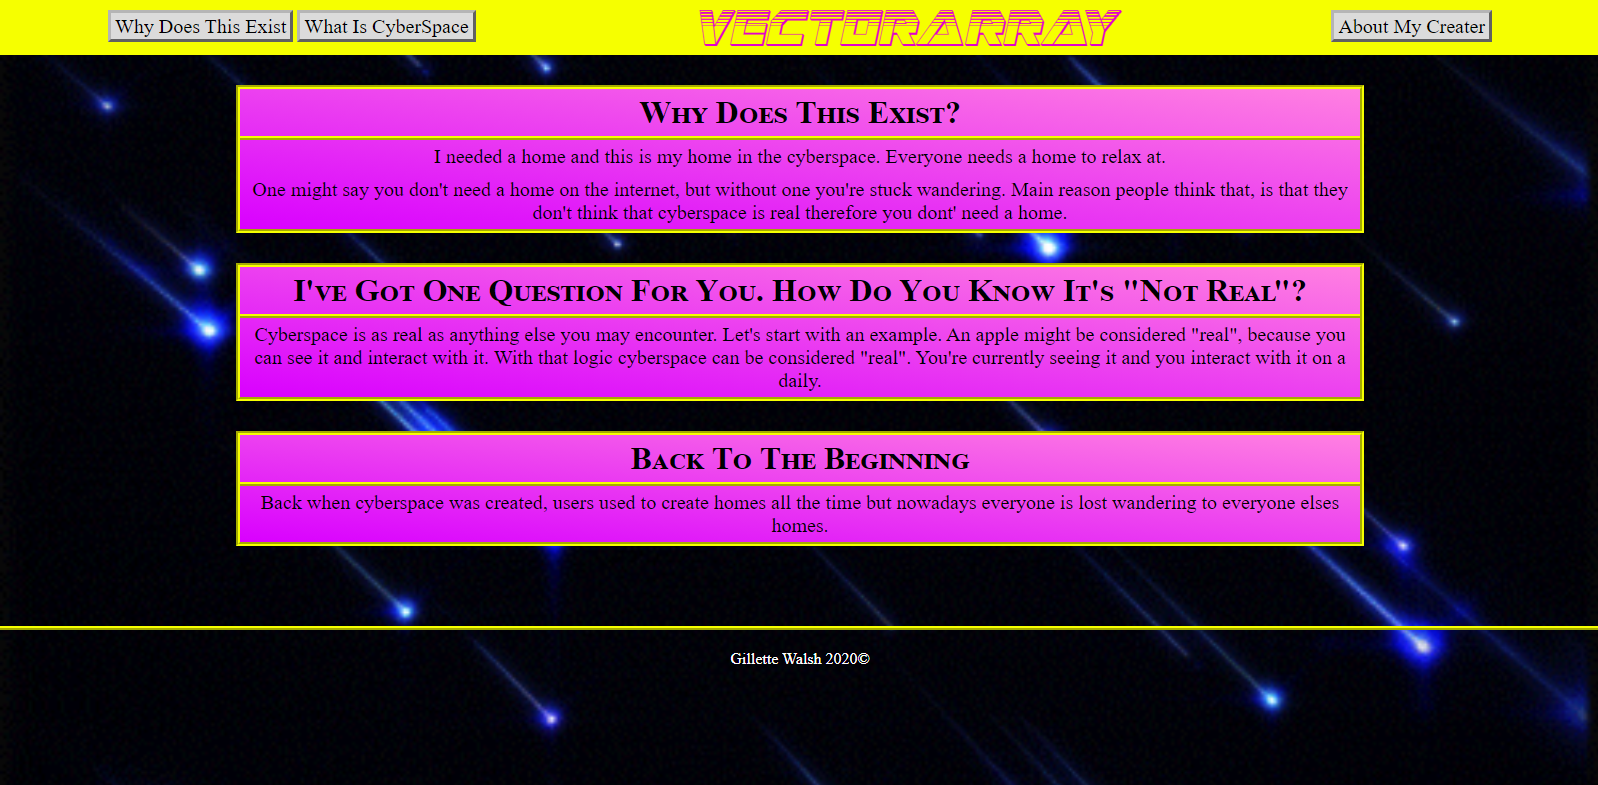 Why Does This Exist What Is CyberSpace VECTORARRAY About My Creater
Why Does This Exist?
I needed a home and this is my home in the cyberspace. Everyone needs a home to relax at.
One might say you don't need a home on the internet, but without one you're stuck wandering. Main reason people think that, is that they
don't think that cyberspace is real therefore you dont' need a home.
I've Got One Question For You. How Do You Know It's "Not Real"?
Cyberspace is as real as anything else you may encounter. Let's start with an example. An apple might be considered "real", because you
can see it and interact with it. With that logic cyberspace can be considered "real". You're currently seeing it and you interact with it on a
daily.
Back To The Beginning
Back when cyberspace was created, users used to create homes all the time but nowadays everyone is lost wandering to everyone elses
homes.
Gillette Walsh 2020©